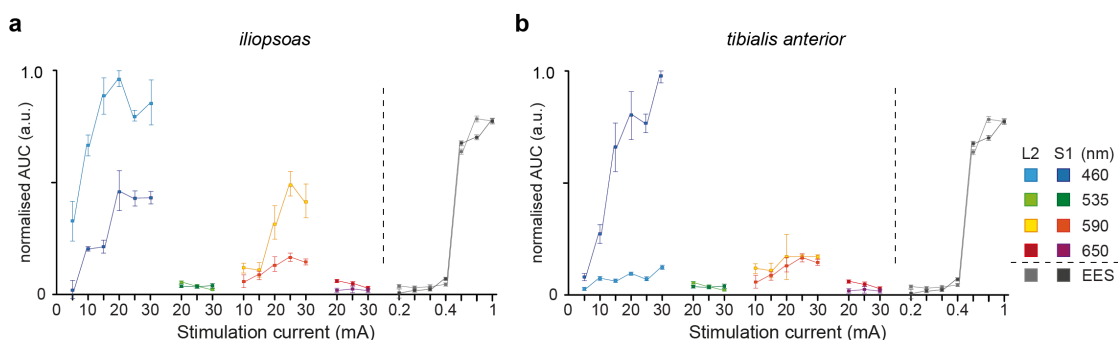 a
iliopsoas
normalised AUC (a.u.)
1.0
0
10 20 30 20 30 10 20 30 20 30 0.2 0.4 1
Stimulation current (mA)
b
tibialis anterior
normalised AUC (a.u.)
1.0
0
10 20 30 20 30 10 20 30 20 30 0.2 0.4 1
Stimulation current (mA)
L2 S1 (nm)
460
535
590
650
EES